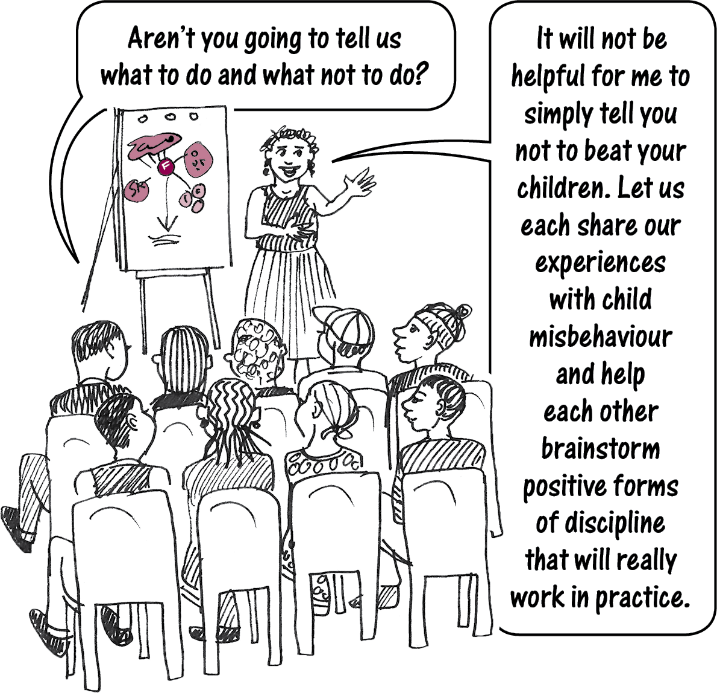 Aren't you going to tell us
what to do and what not to do?
It will not be
helpful for me to
simply tell you
not to beat your
children. Let us
each share our
experiences
with child
misbehaviour
and help
each other
brainstorm
positive forms
of discipline
that will really
work in practice.
F